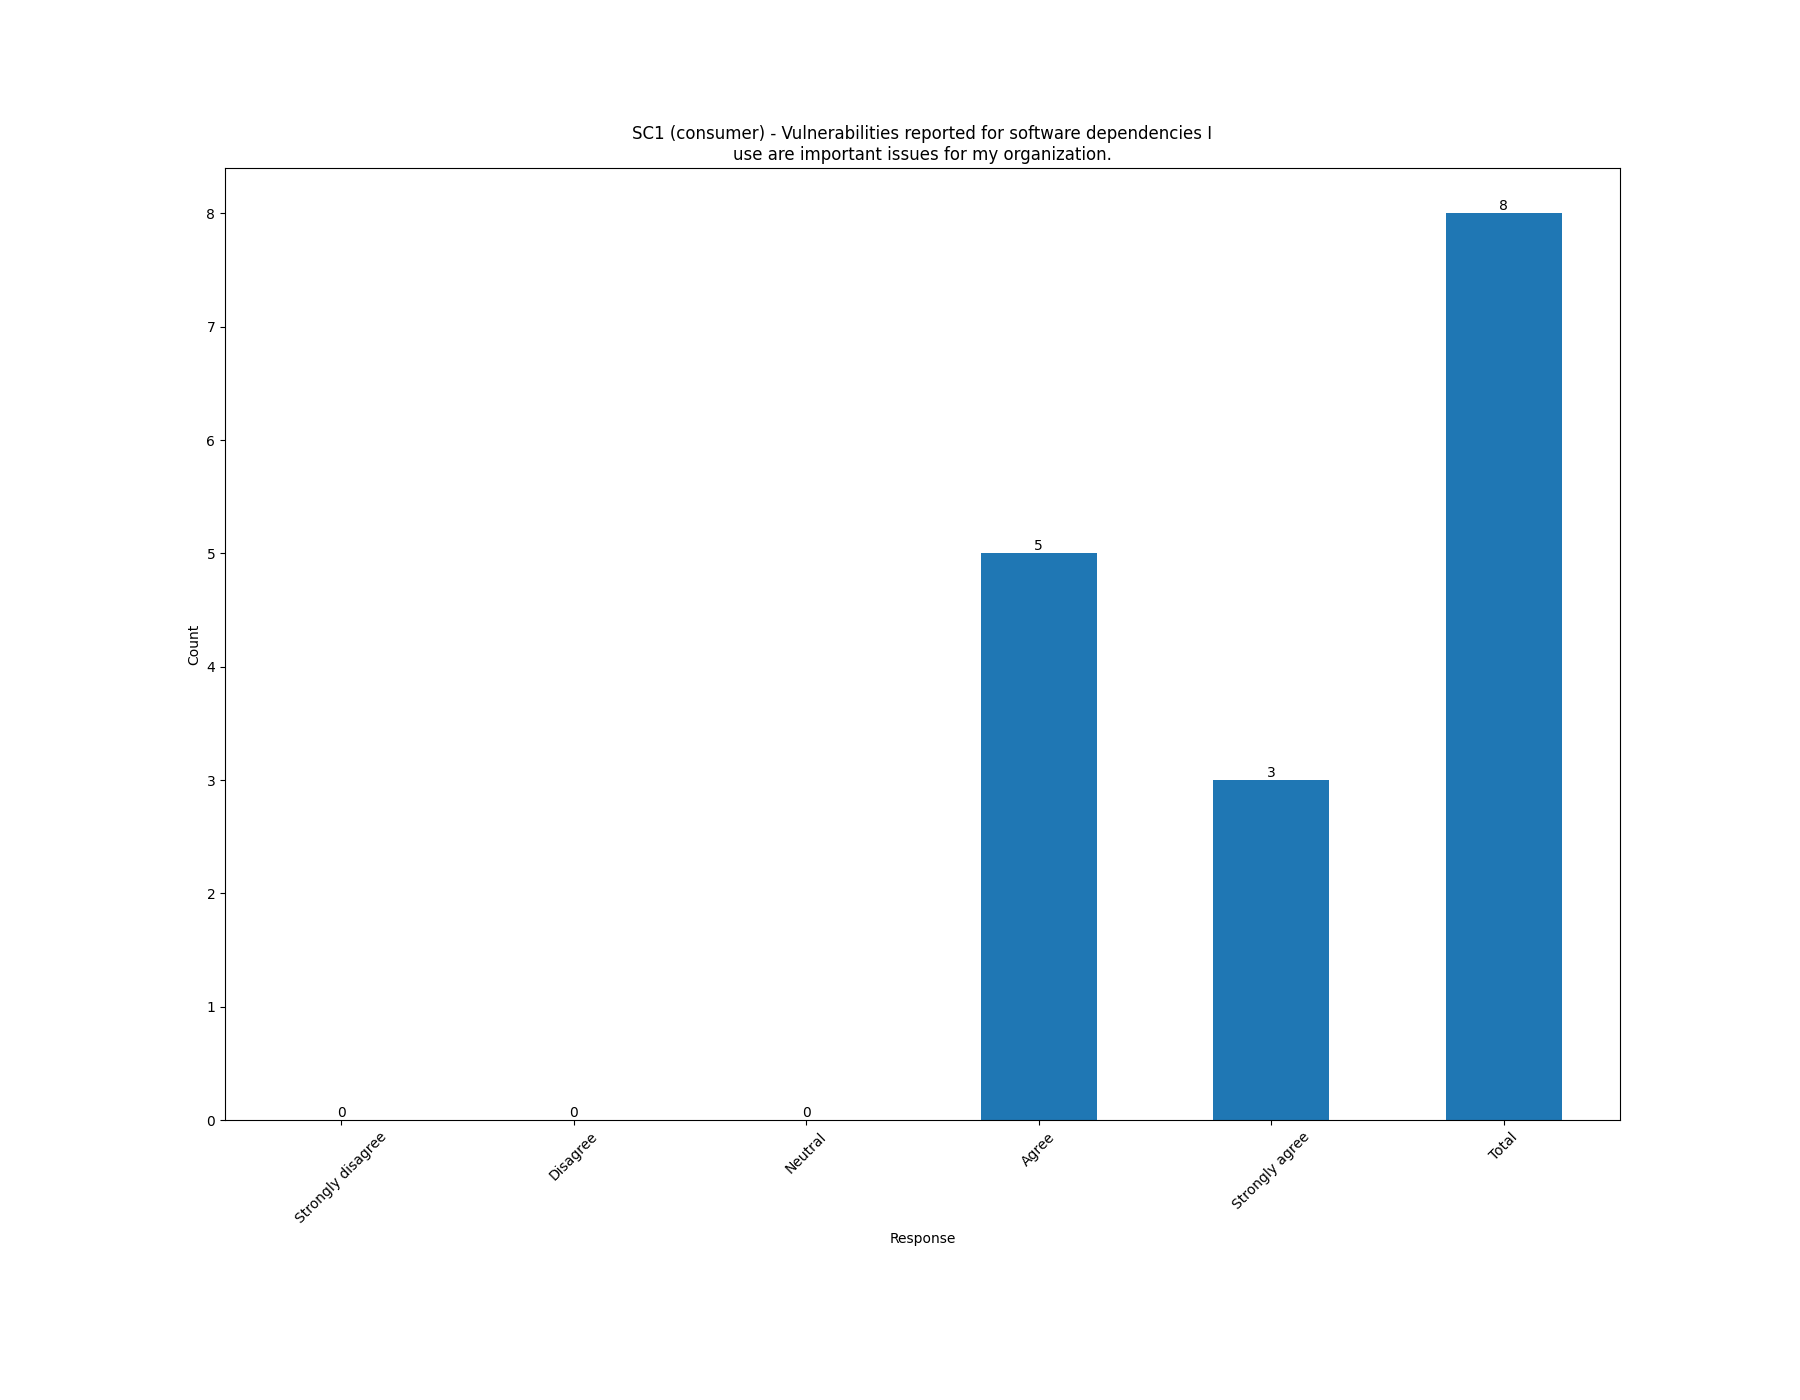 SC1 (consumer) - Vulnerabilities reported for software dependencies I
use are important issues for my organization.
Count
8
7
6
5
4
3
2
1
0
0
0
0
5
3
8
Strongly disagree
Disagree
Neutral
Agree
Strongly agree
Total
Response